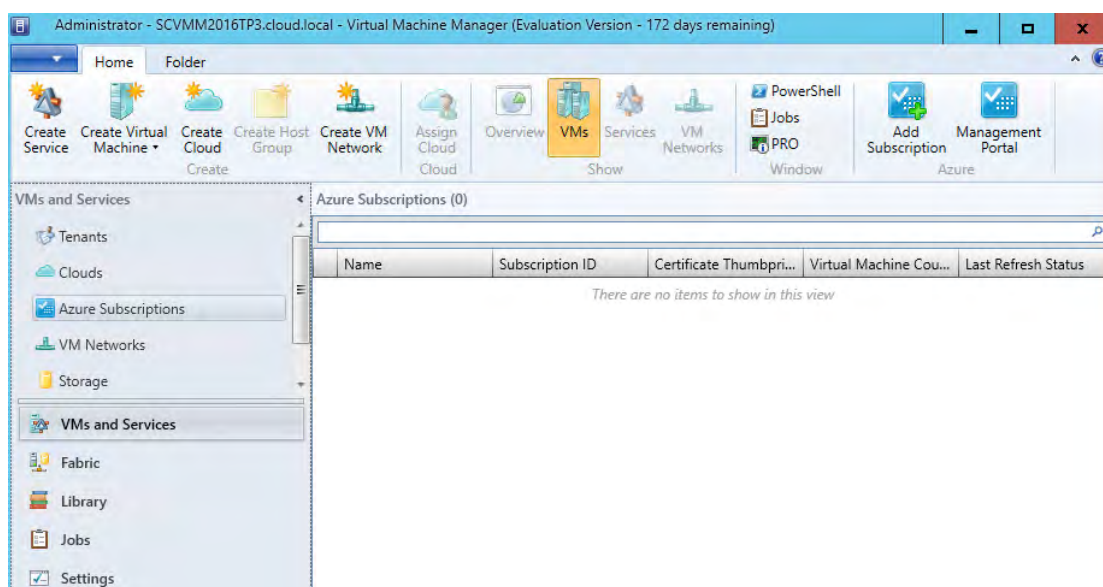 Administrator - SCVMM2016TP3.cloud.local - Virtual Machine Manager (Evaluation Version - 172 days remaining)
Home Folder
Create Service
Create Virtual Machine
Create Cloud
Create Host Group
Create VM Network
Assign Cloud
Overview
VMs
Services
VM Networks
PowerShell
Jobs
PRO
Add Subscription
Management Portal
Create Cloud Show Window Azure
VMs and Services
Azure Subscriptions (0)
Tenants
Clouds
Azure Subscriptions
VM Networks
Storage
Name Subscription ID Certificate Thumbpri... Virtual Machine Cou... Last Refresh Status
There are no items to show in this view
VMs and Services
Fabric
Library
Jobs
Settings